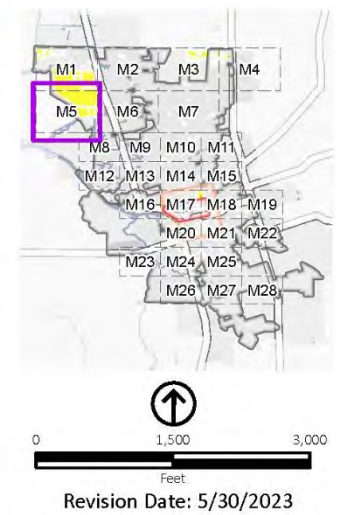 M1 M2 M3 M4
M5 M6 M7
M8 M9 M10 M11
M12 M13 M14 M15
M16 M17 M18 M19
M20 M21 M22
M23 M24 M25
M26 M27 M28
0 1,500 3,000
Feet
Revision Date: 5/30/2023